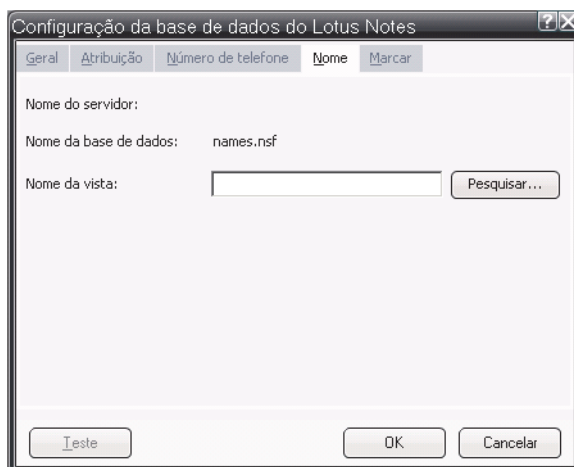 Configuração da base de dados do Lotus Notes ? X
Geral Atribuição Número de telefone Nome Marcar
Nome do servidor:
Nome da base de dados: names.nsf
Nome da vista: Pesquisar...
Teste OK Cancelar